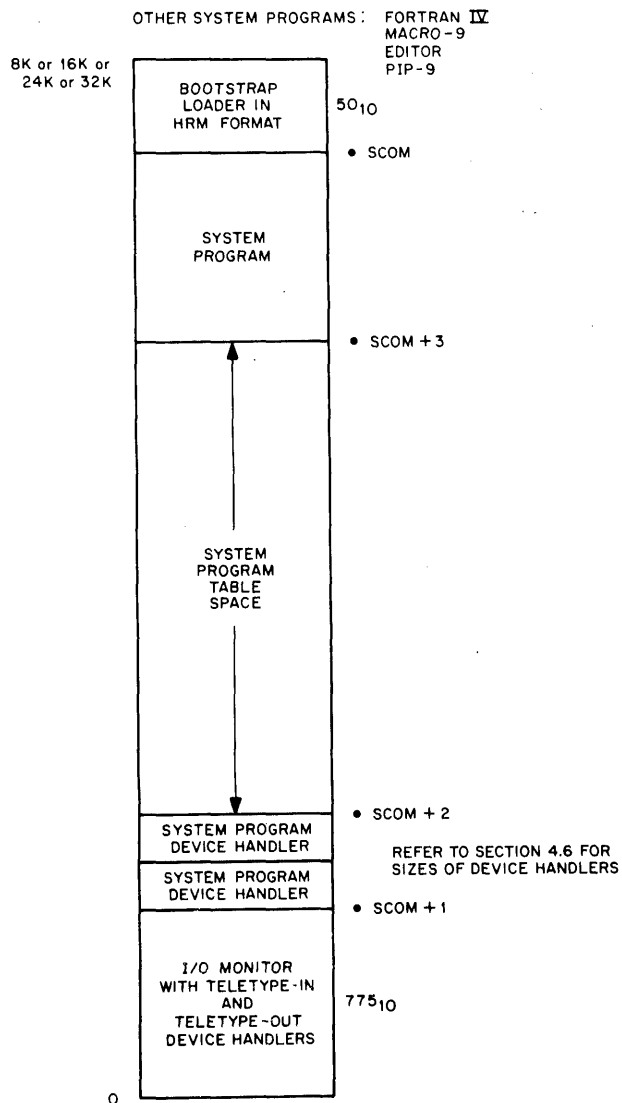 OTHER SYSTEM PROGRAMS: FORTRAN IV
MACRO-9
EDITOR
PIP-9
8K or 16K or
24K or 32K
BOOTSTRAP
LOADER IN
HRM FORMAT
50₁₀
• SCOM
SYSTEM
PROGRAM
• SCOM + 3
SYSTEM
PROGRAM
TABLE
SPACE
• SCOM + 2
SYSTEM PROGRAM
DEVICE HANDLER
REFER TO SECTION 4.6 FOR
SIZES OF DEVICE HANDLERS
SYSTEM PROGRAM
DEVICE HANDLER
• SCOM + 1
I/O MONITOR
WITH TELETYPE-IN
AND
TELETYPE-OUT
DEVICE HANDLERS
775₁₀
0